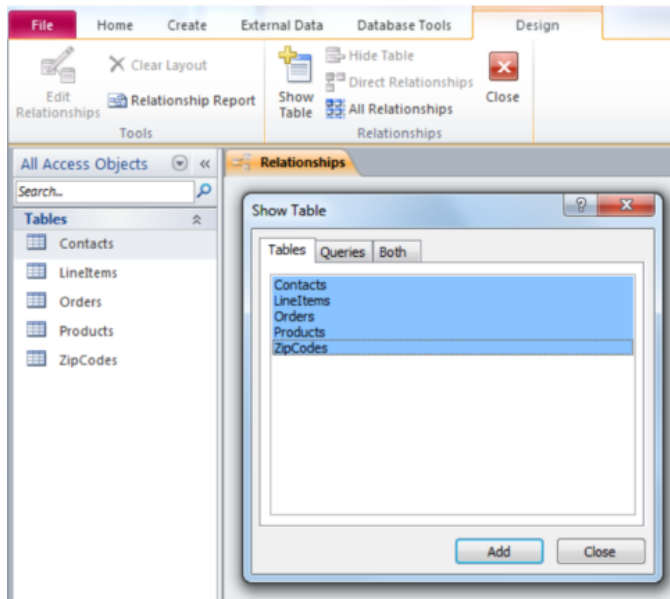 File Home Create External Data Database Tools Design
Edit Relationships
Clear Layout
Relationship Report
Tools
Show Table
Hide Table
Direct Relationships
All Relationships
Close
Relationships
All Access Objects
Search...
Tables
Contacts
LineItems
Orders
Products
ZipCodes
Relationships
Show Table
Tables Queries Both
Contacts
LineItems
Orders
Products
ZipCodes
Add Close